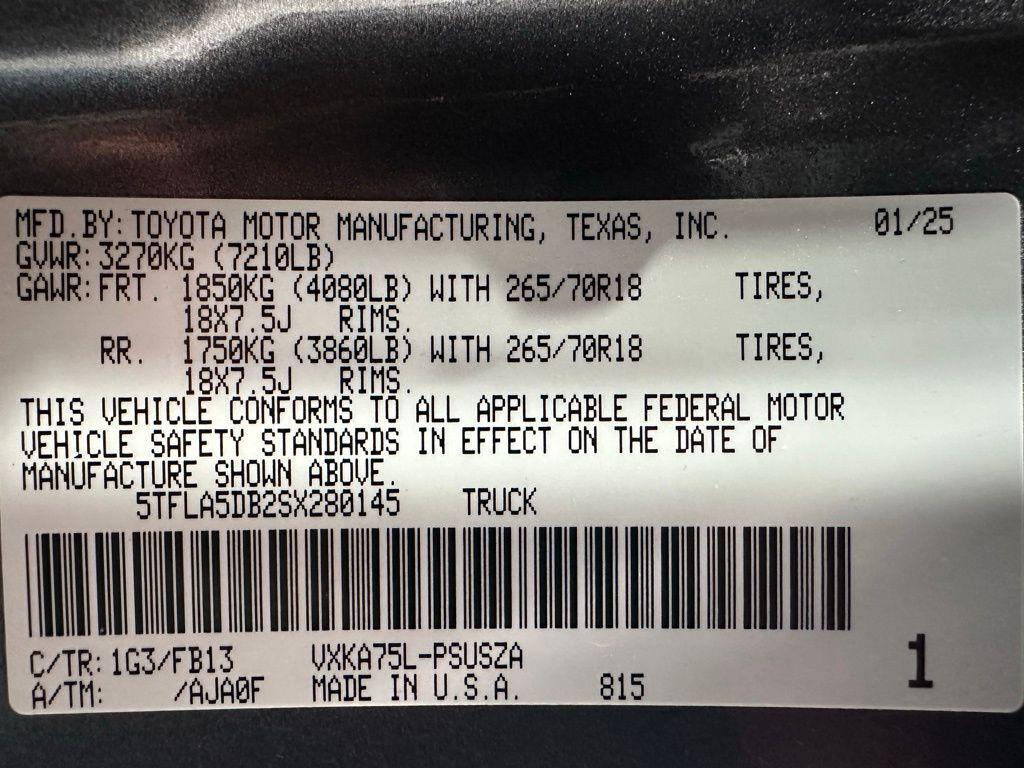 MFD.BY: TOYOTA MOTOR MANUFACTURING, TEXAS, INC. 01/25
GVWR: 3270KG (7210LB)
GAWR: FRT. 1850KG (4080LB) WITH 265/70R18 TIRES,
18X7.5J RIMS.
RR. 1750KG (3860LB) WITH 265/70R18 TIRES,
18X7.5J RIMS.
THIS VEHICLE CONFORMS TO ALL APPLICABLE FEDERAL MOTOR
VEHICLE SAFETY STANDARDS IN EFFECT ON THE DATE OF
MANUFACTURE SHOWN ABOVE.
5TFLA5DB2SX280145 TRUCK
C/TR: 1G3/FB13 VXKA75L-PSUSZA
A/TM: /AJA0F MADE IN U.S.A. 815
1